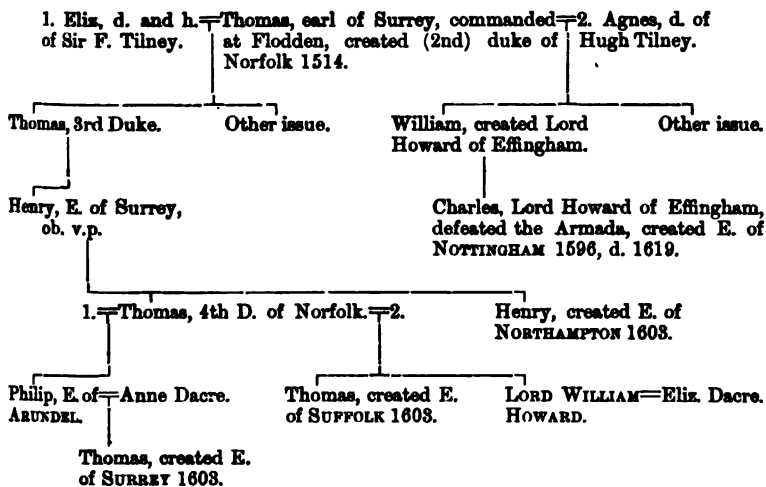 1. Eliz, d. and h. Thomas, earl of Surrey, commanded 2. Agnes, d. of
of Sir F. Tilney. at Flodden, created (2nd) duke of Hugh Tilney.
Norfolk 1514.
Thomas, 3rd Duke. Other issue. William, created Lord Other issue.
Howard of Effingham.
Henry, E. of Surrey, Charles, Lord Howard of Effingham,
ob. v.p. defeated the Armada, created E. of
NOTTINGHAM 1596, d. 1619.
1. Thomas, 4th D. of Norfolk. 2. Henry, created E. of
NORTHAMPTON 1603.
Philip, E. of Anne Dacre. Thomas, created E. LORD WILLIAM Eliz. Dacre.
ARUNDEL. of SUFFOLK 1603. HOWARD.
Thomas, created E.
of SURREY 1603.